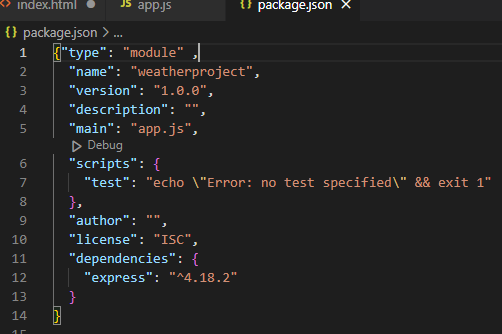 index.html JS app.js {} package.json
{} package.json > ...
1 {"type": "module" ,
2 "name": "weatherproject",
3 "version": "1.0.0",
4 "description": "",
5 "main": "app.js",
Debug
6 "scripts": {
7 "test": "echo \"Error: no test specified\" && exit 1"
8 },
9 "author": "",
10 "license": "ISC",
11 "dependencies": {
12 "express": "^4.18.2"
13 }
14 }
15